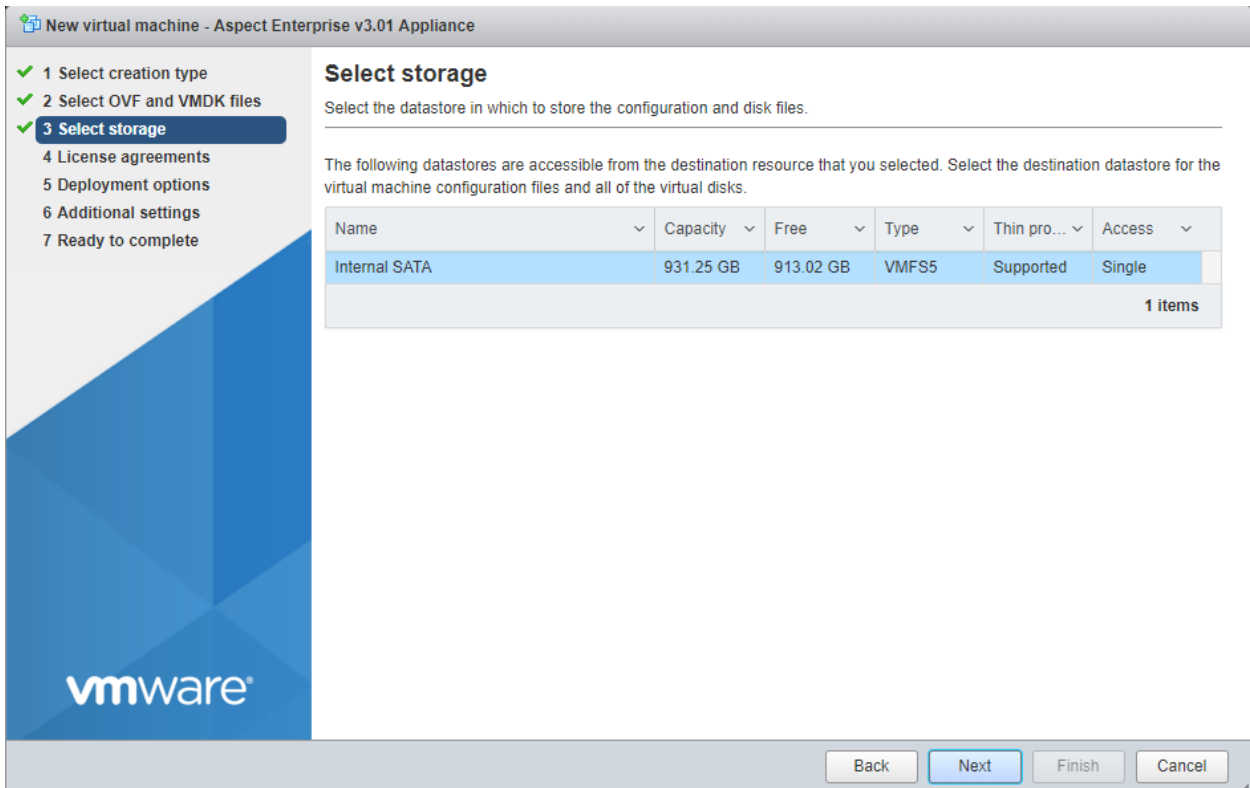 New virtual machine - Aspect Enterprise v3.01 Appliance
1 Select creation type
2 Select OVF and VMDK files
3 Select storage
4 License agreements
5 Deployment options
6 Additional settings
7 Ready to complete
vmware®
Select storage
Select the datastore in which to store the configuration and disk files.
The following datastores are accessible from the destination resource that you selected. Select the destination datastore for the
virtual machine configuration files and all of the virtual disks.
Name Capacity Free Type Thin pro... Access
Internal SATA 931.25 GB 913.02 GB VMFS5 Supported Single
1 items
Back Next Finish Cancel